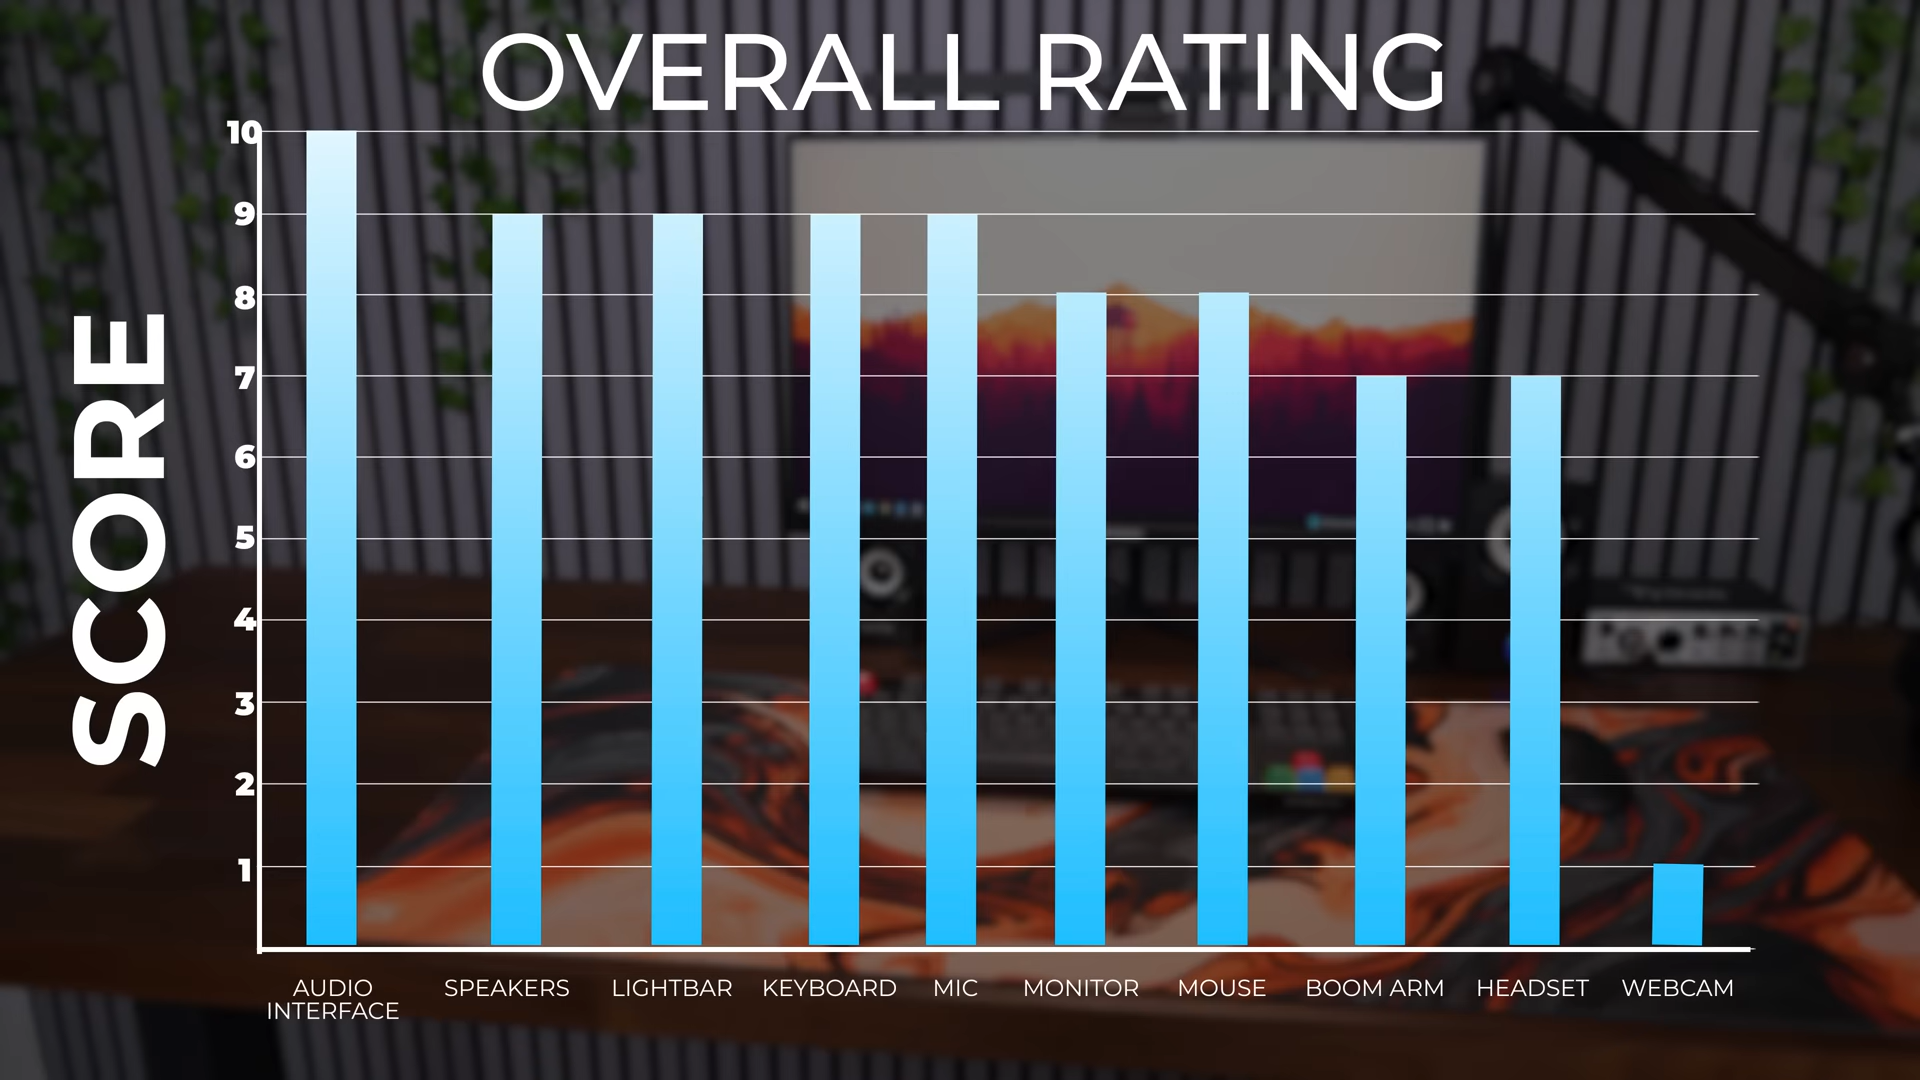 OVERALL RATING
SCORE
10
9
8
7
6
5
4
3
2
1
AUDIO
INTERFACE
SPEAKERS
LIGHTBAR
KEYBOARD
MIC
MONITOR
MOUSE
BOOM ARM
HEADSET
WEBCAM